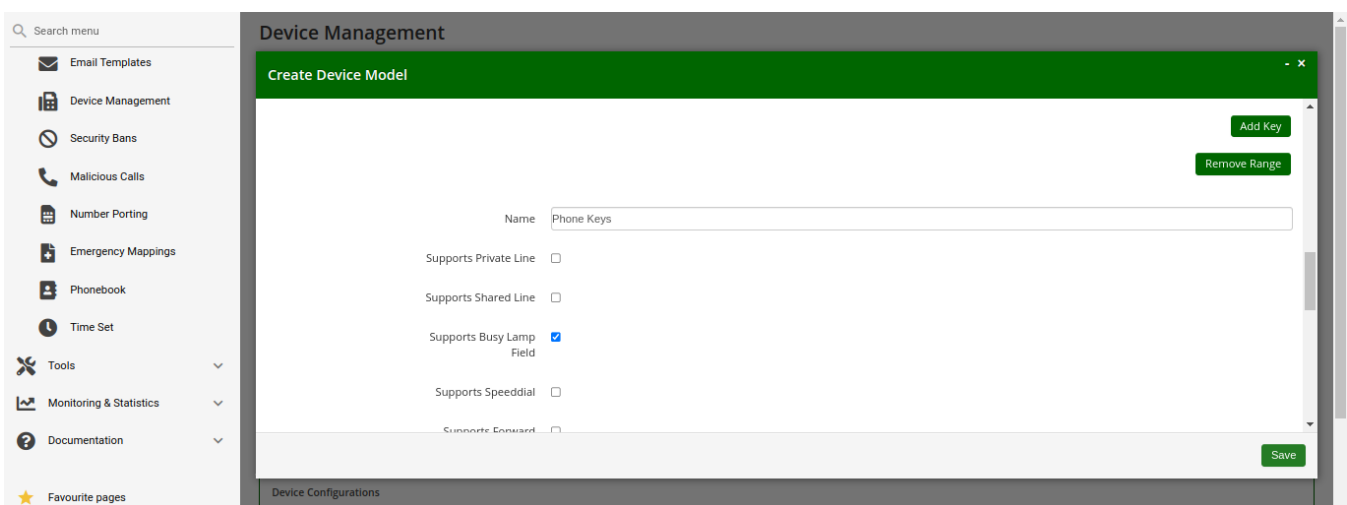 Search menu
Email Templates
Device Management
Security Bans
Malicious Calls
Number Porting
Emergency Mappings
Phonebook
Time Set
Tools
Monitoring & Statistics
Documentation
Favourite pages
Device Management
Create Device Model
- ×
Add Key
Remove Range
Name
Phone Keys
Supports Private Line
Supports Shared Line
Supports Busy Lamp
Field
Supports Speeddial
Supports Forward
Save
Device Configurations